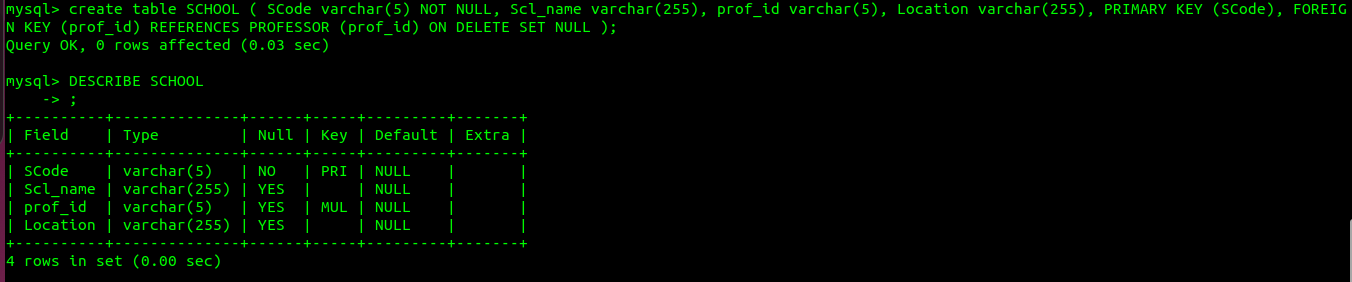 mysql> create table SCHOOL ( SCode varchar(5) NOT NULL, Scl_name varchar(255), prof_id varchar(5), Location varchar(255), PRIMARY KEY (SCode), FOREIG
N KEY (prof_id) REFERENCES PROFESSOR (prof_id) ON DELETE SET NULL );
Query OK, 0 rows affected (0.03 sec)

mysql> DESCRIBE SCHOOL
    -> ;
+----------+--------------+------+-----+---------+-------+
| Field    | Type         | Null | Key | Default | Extra |
+----------+--------------+------+-----+---------+-------+
| SCode    | varchar(5)   | NO   | PRI | NULL    |       |
| Scl_name | varchar(255) | YES  |     | NULL    |       |
| prof_id  | varchar(5)   | YES  | MUL | NULL    |       |
| Location | varchar(255) | YES  |     | NULL    |       |
+----------+--------------+------+-----+---------+-------+
4 rows in set (0.00 sec)